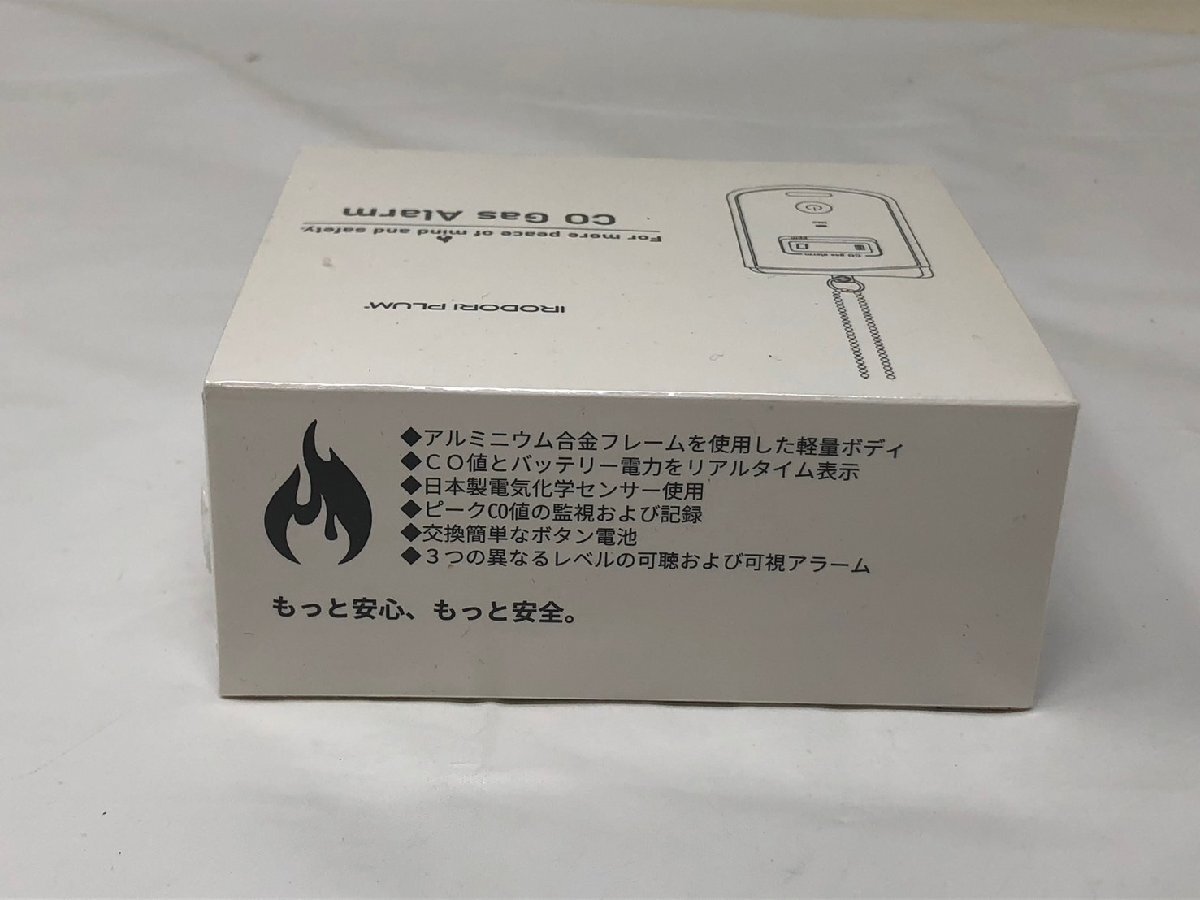 CO Gas Alarm
For more peace of mind and safety.
IRODORI PLUM
CO gas alarm
◆アルミニウム合金フレームを使用した軽量ボディ
◆CO値とバッテリー電力をリアルタイム表示
◆日本製電気化学センサー使用
◆ピークCO値の監視および記録
◆交換簡単なボタン電池
◆3つの異なるレベルの可聴および可視アラーム
もっと安心、もっと安全。